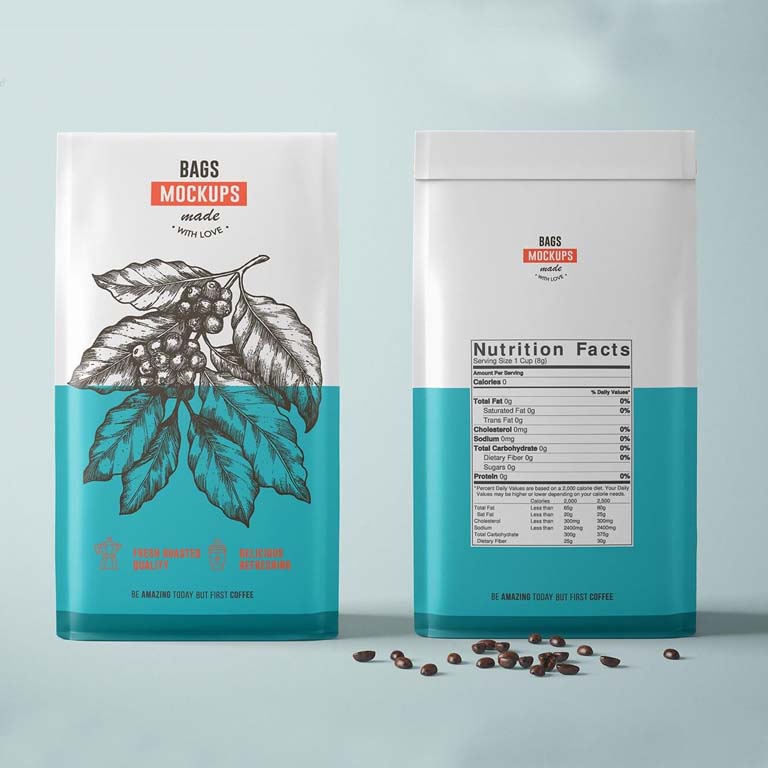 BAGS
MOCKUPS
made
• WITH LOVE •
FRESH ROASTED
QUALITY
DELICIOUS
REFRESHING
BE AMAZING TODAY BUT FIRST COFFEE
BAGS
MOCKUPS
made
• WITH LOVE •
Nutrition Facts
Serving Size 1 Cup (8g)
Amount Per Serving
Calories 0
% Daily Values*
Total Fat 0g 0%
Saturated Fat 0g 0%
Trans Fat 0g
Cholesterol 0mg 0%
Sodium 0mg 0%
Total Carbohydrate 0g 0%
Dietary Fiber 0g 0%
Sugars 0g
Protein 0g 0%
*Percent Daily Values are based on a 2,000 calorie diet. Your Daily
Values may be higher or lower depending on your calorie needs.
Calories 2,000 2,500
Total Fat Less than 65g 80g
Sat Fat Less than 20g 25g
Cholesterol Less than 300mg 300mg
Sodium Less than 2400mg 2400mg
Total Carbohydrate 300g 375g
Dietary Fiber 25g 30g
BE AMAZING TODAY BUT FIRST COFFEE